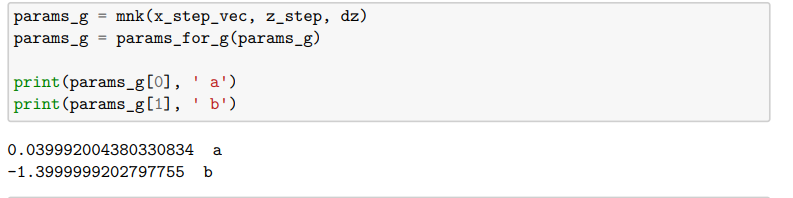 params_g = mnk(x_step_vec, z_step, dz)
params_g = params_for_g(params_g)
print(params_g[0], ' a')
print(params_g[1], ' b')
0.039992004380330834  a
-1.3999999202797755  b